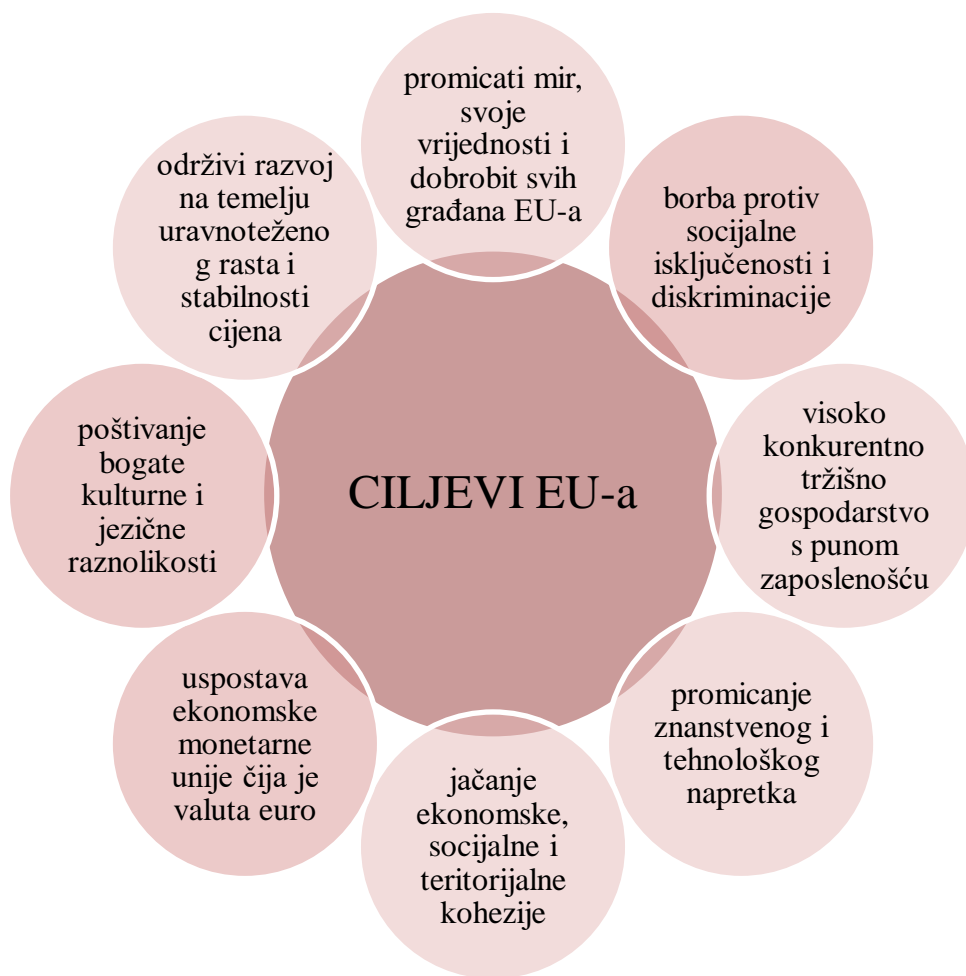 promicati mir,
svoje
vrijednosti i
dobrobit svih
građana EU-a
borba protiv
socijalne
isključenosti i
diskriminacije
visoko
konkurentno
tržišno
gospodarstvo
s punom
zaposlenošću
promicanje
znanstvenog i
tehnološkog
napretka
jačanje
ekonomske,
socijalne i
teritorijalne
kohezije
uspostava
ekonomske
monetarne
unije čija je
valuta euro
poštivanje
bogate
kulturne i
jezične
raznolikosti
održivi razvoj
na temelju
uravnoteženo
g rasta i
stabilnosti
cijena
CILJEVI EU-a